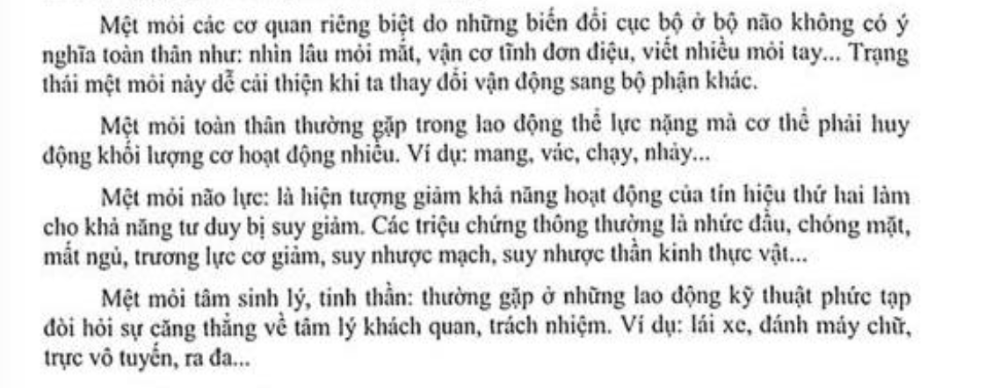 Mệt mỏi các cơ quan riêng biệt do những biến đổi cục bộ ở bộ não không có ý
nghĩa toàn thân như: nhìn lâu mỏi mắt, vận cơ tĩnh đơn điệu, viết nhiều mỏi tay... Trạng
thái mệt mỏi này dễ cải thiện khi ta thay đổi vận động sang bộ phận khác.
Mệt mỏi toàn thân thường gặp trong lao động thể lực nặng mà cơ thể phải huy
động khối lượng cơ hoạt động nhiều. Ví dụ: mang, vác, chạy, nhảy...
Mệt mỏi não lực: là hiện tượng giảm khả năng hoạt động của tín hiệu thứ hai làm
cho khả năng tư duy bị suy giảm. Các triệu chứng thông thường là nhức đầu, chóng mặt,
mất ngủ, trương lực cơ giảm, suy nhược mạch, suy nhược thần kinh thực vật...
Mệt mỏi tâm sinh lý, tinh thần: thường gặp ở những lao động kỹ thuật phức tạp
đòi hỏi sự căng thẳng về tâm lý khách quan, trách nhiệm. Ví dụ: lái xe, đánh máy chữ,
trực vô tuyến, ra đa...